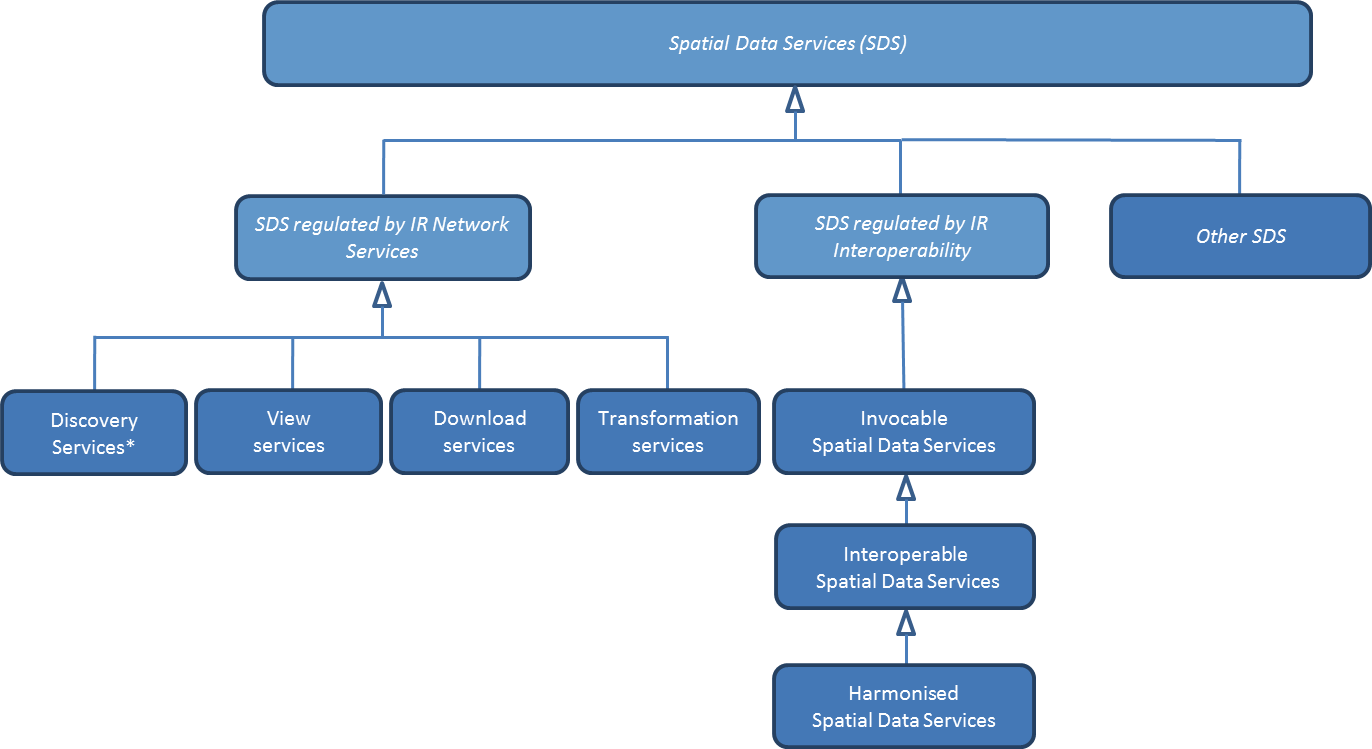 Spatial Data Services (SDS)
SDS regulated by IR Network
Services
SDS regulated by IR
Interoperability
Other SDS
Discovery
Services*
View
services
Download
services
Transformation
services
Invocable
Spatial Data Services
Interoperable
Spatial Data Services
Harmonised
Spatial Data Services